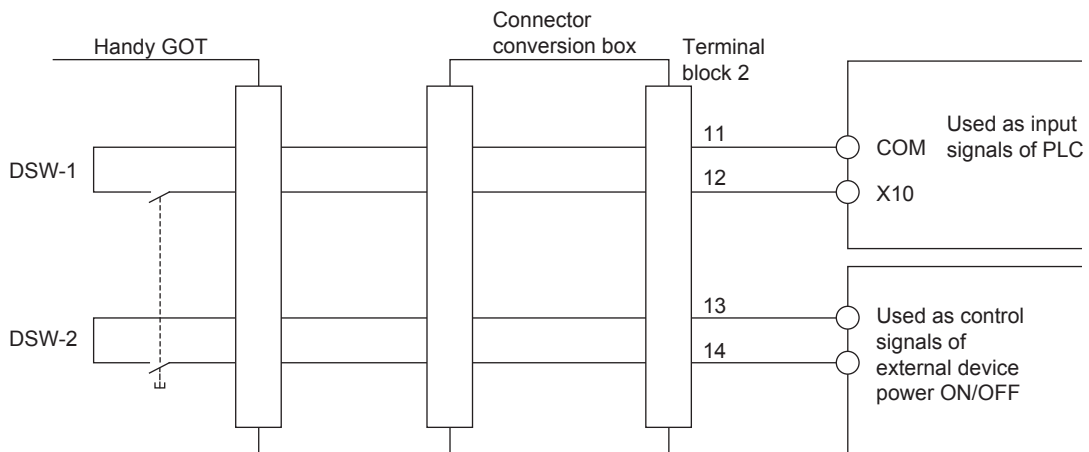 Handy GOT
Connector
conversion box
Terminal
block 2
DSW-1
11
12
COM
X10
Used as input
signals of PLC
DSW-2
13
14
Used as control
signals of
external device
power ON/OFF